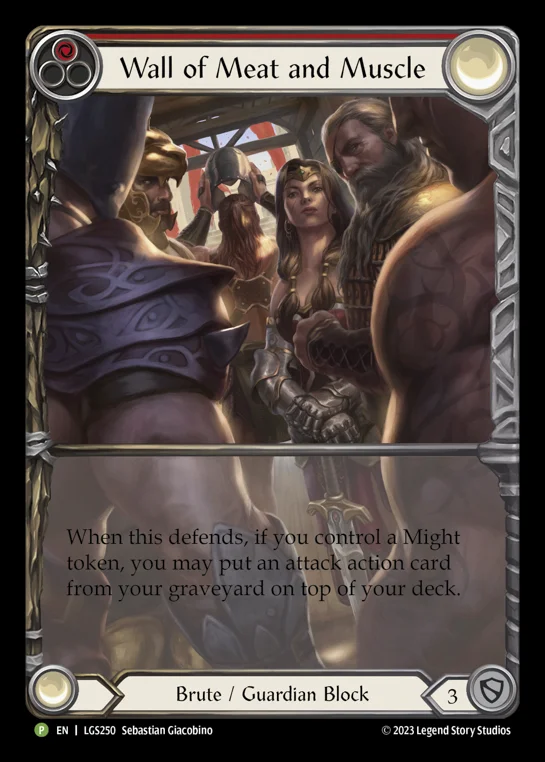 Wall of Meat and Muscle
When this defends, if you control a Might
token, you may put an attack action card
from your graveyard on top of your deck.
Brute / Guardian Block
3
P EN | LGS250 Sebastian Giacobino
© 2023 Legend Story Studios